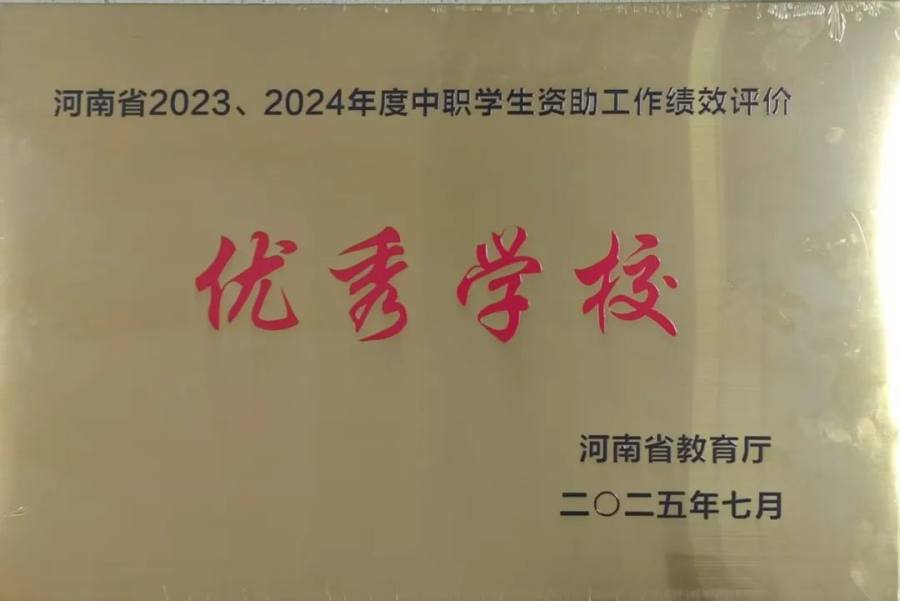 河南省2023、2024年度中职学生资助工作绩效评价
优秀学校
河南省教育厅
二〇二五年七月